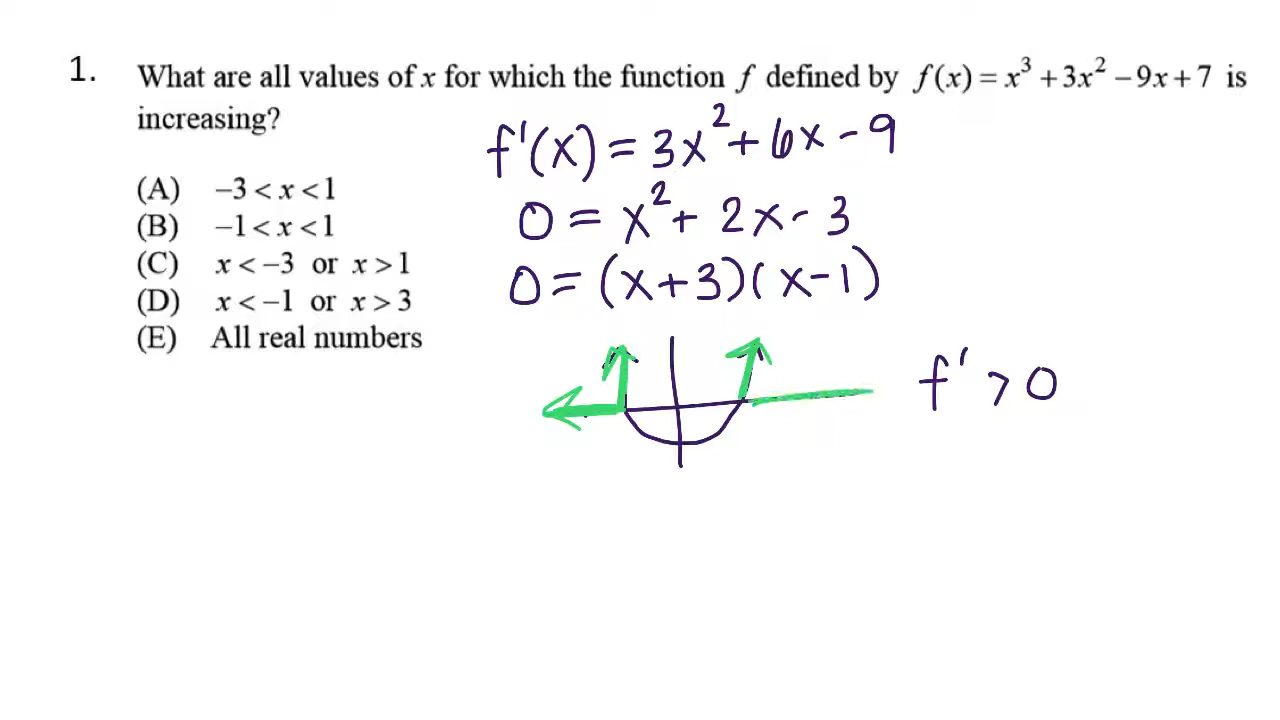 1. What are all values of x for which the function f defined by f(x) = x³ + 3x² − 9x + 7 is
increasing?
f'(x) = 3x² + 6x − 9
(A) −3 < x < 1
0 = x² + 2x − 3
(B) −1 < x < 1
(C) x < −3 or x > 1
0 = (x+3)(x−1)
(D) x < −1 or x > 3
(E) All real numbers
f' > 0